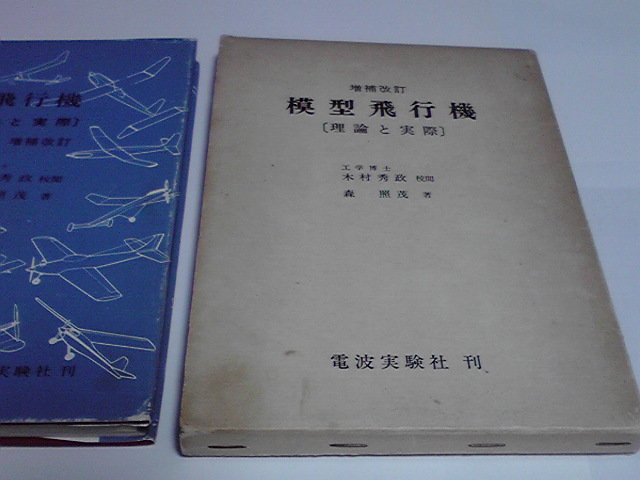 飛行機
と実際〕
増補改訂
秀政 校閲
照茂 著
実験社 刊
増補改訂
模型飛行機
〔理論と実際〕
工学博士
木村秀政 校閲
森 照茂 著
電波実験社 刊